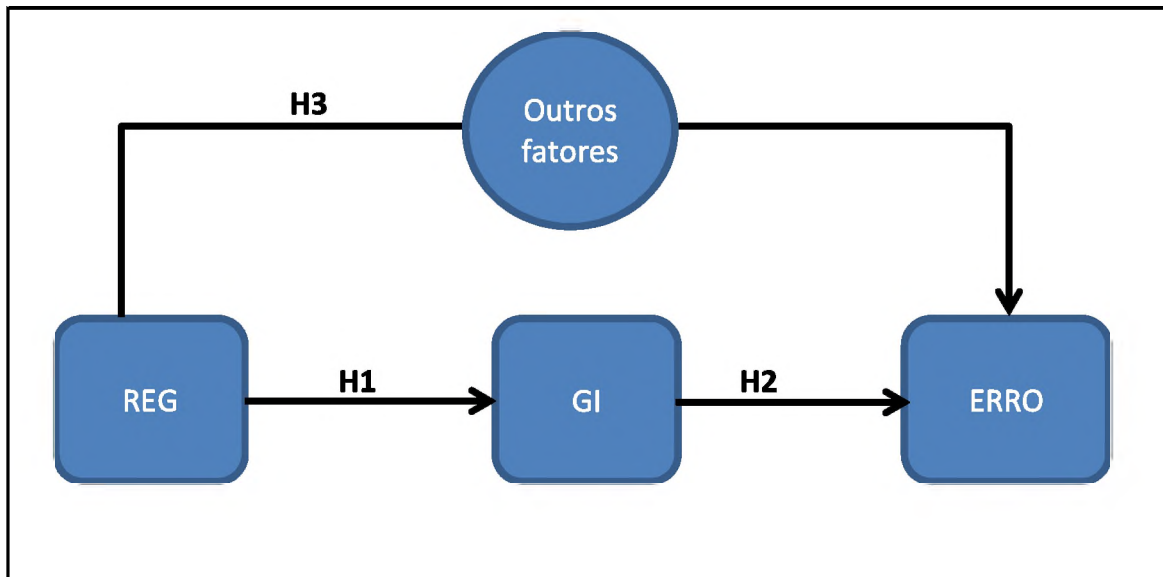 H3
Outros
fatores
REG
H1
GI
H2
ERRO